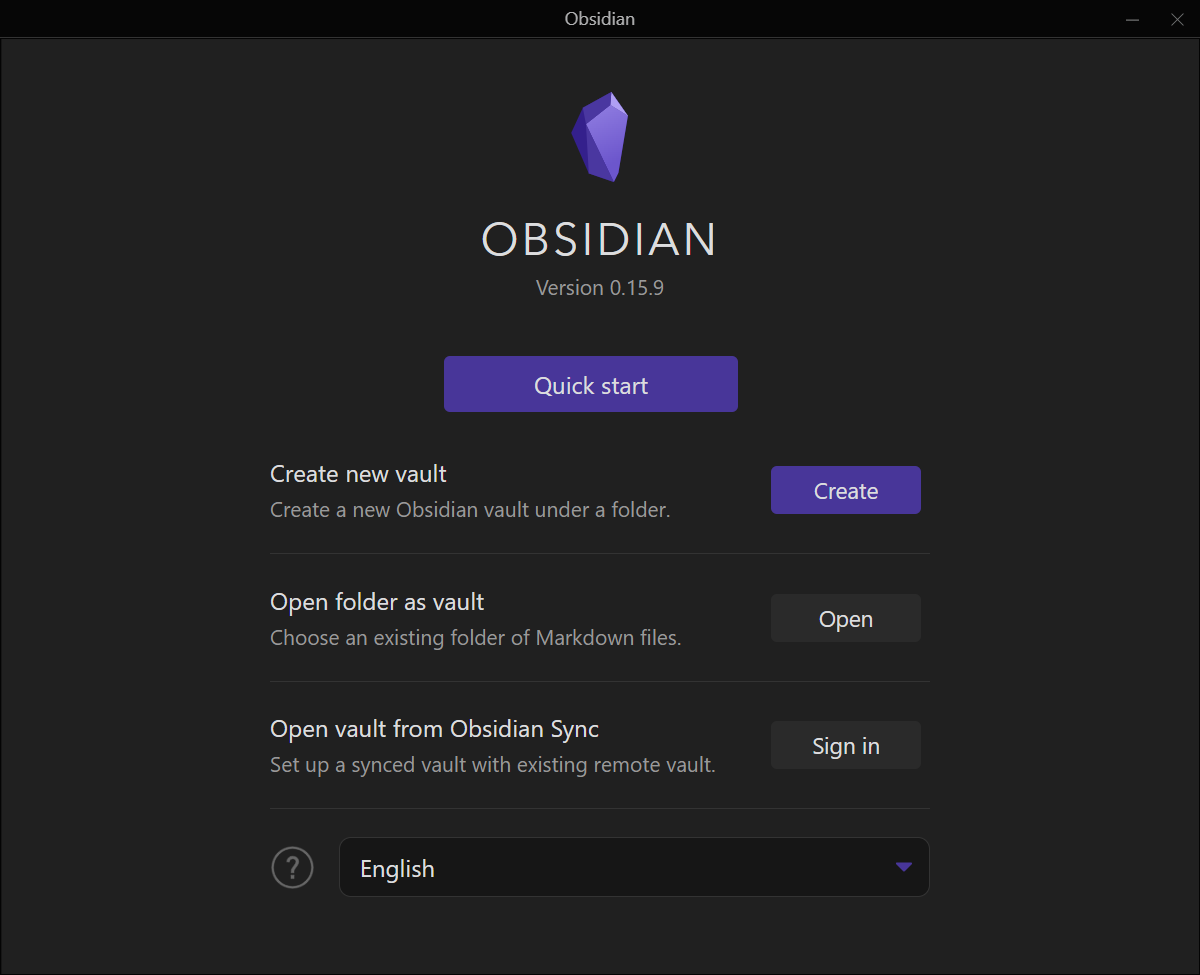 Obsidian
OBSIDIAN
Version 0.15.9
Quick start
Create new vault
Create a new Obsidian vault under a folder.
Create
Open folder as vault
Choose an existing folder of Markdown files.
Open
Open vault from Obsidian Sync
Set up a synced vault with existing remote vault.
Sign in
?
English